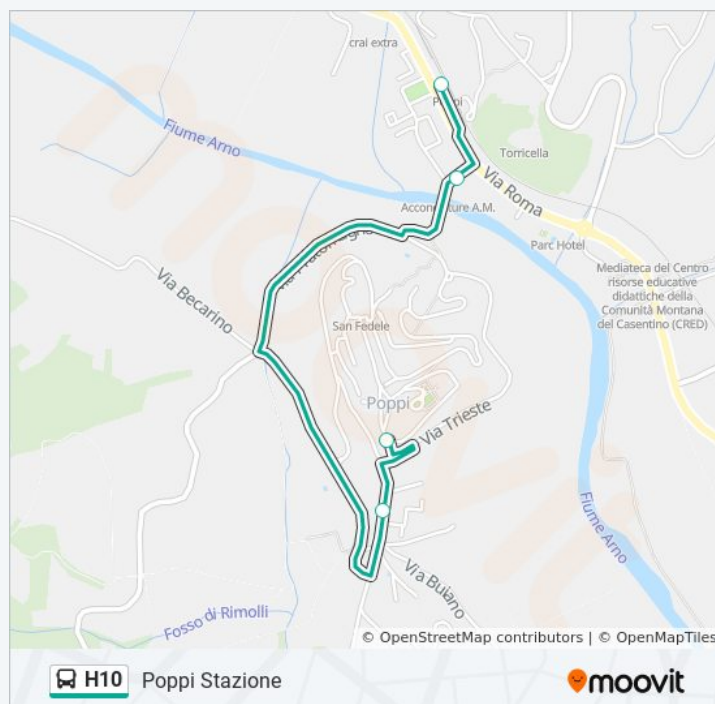 crai extra
Poppi
Fiume Arno
Torricella
Via Roma
Acconciature A.M.
Parc Hotel
Via Becarino
Mediateca del Centro
risorse educative
didattiche della
Comunità Montana
del Casentino (CRED)
San Fedele
Poppi
Via Trieste
Fiume Arno
Via Buiano
Fosso di Rimolli
© OpenStreetMap contributors | © OpenMapTiles
H10 Poppi Stazione
moovit